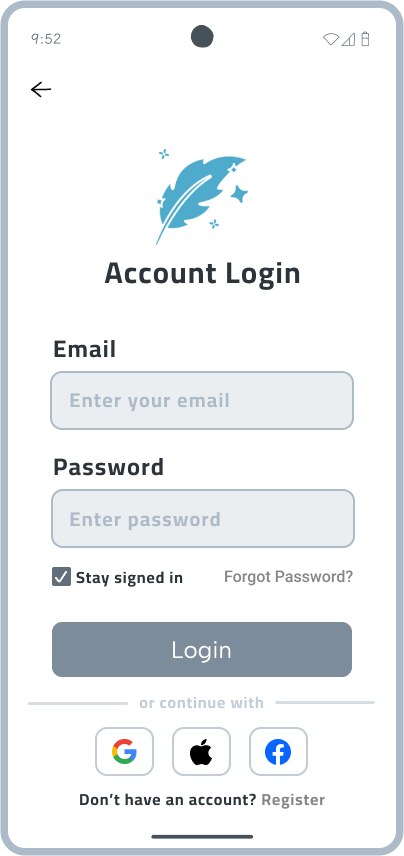 9:52
Account Login
Email
Enter your email
Password
Enter password
Stay signed in Forgot Password?
Login
or continue with
Don't have an account? Register